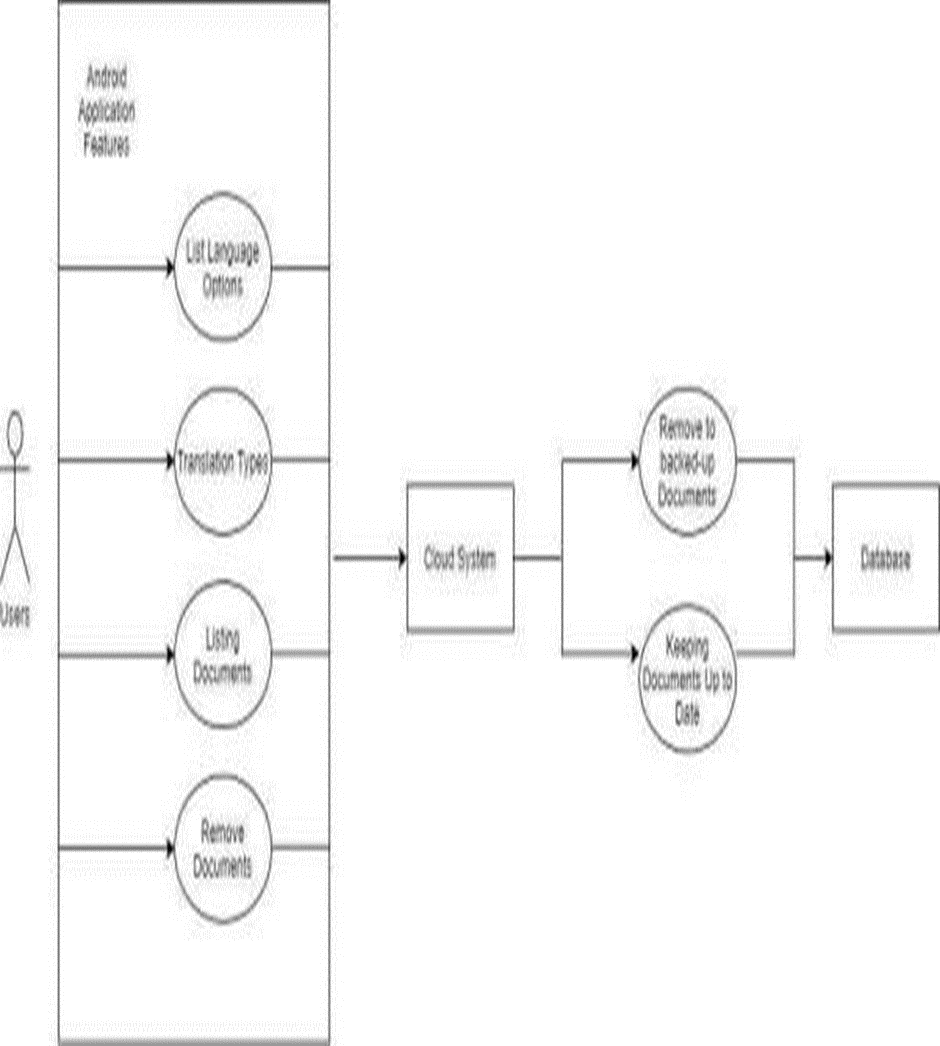 Android
Application
Features
List Language
Options
Translation Types
Listing
Documents
Remove
Documents
Users
Cloud System
Remove to
backed-up
Documents
Keeping
Documents Up to
Date
Database